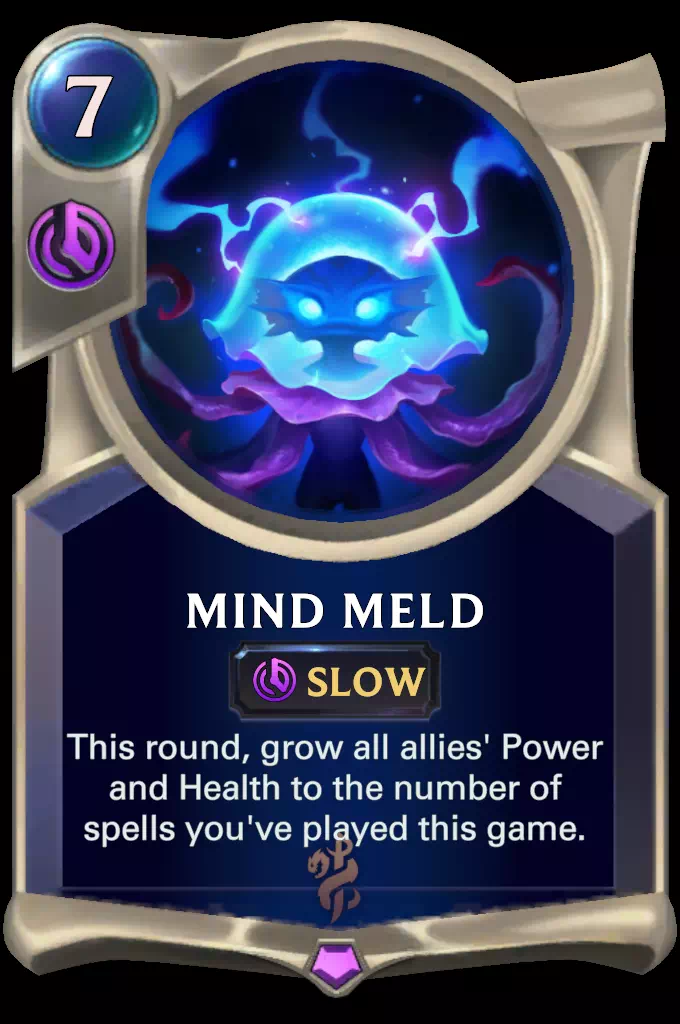 7
MIND MELD
SLOW
This round, grow all allies' Power
and Health to the number of
spells you've played this game.